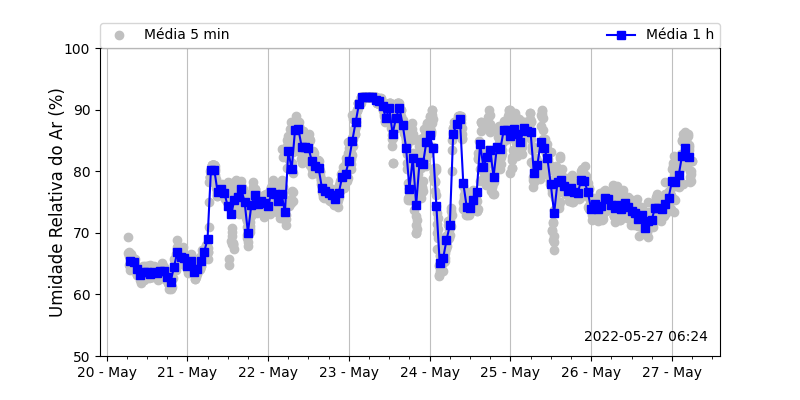 Média 5 min
Média 1 h
Umidade Relativa do Ar (%)
100
90
80
70
60
50
2022-05-27 06:24
20 - May
21 - May
22 - May
23 - May
24 - May
25 - May
26 - May
27 - May